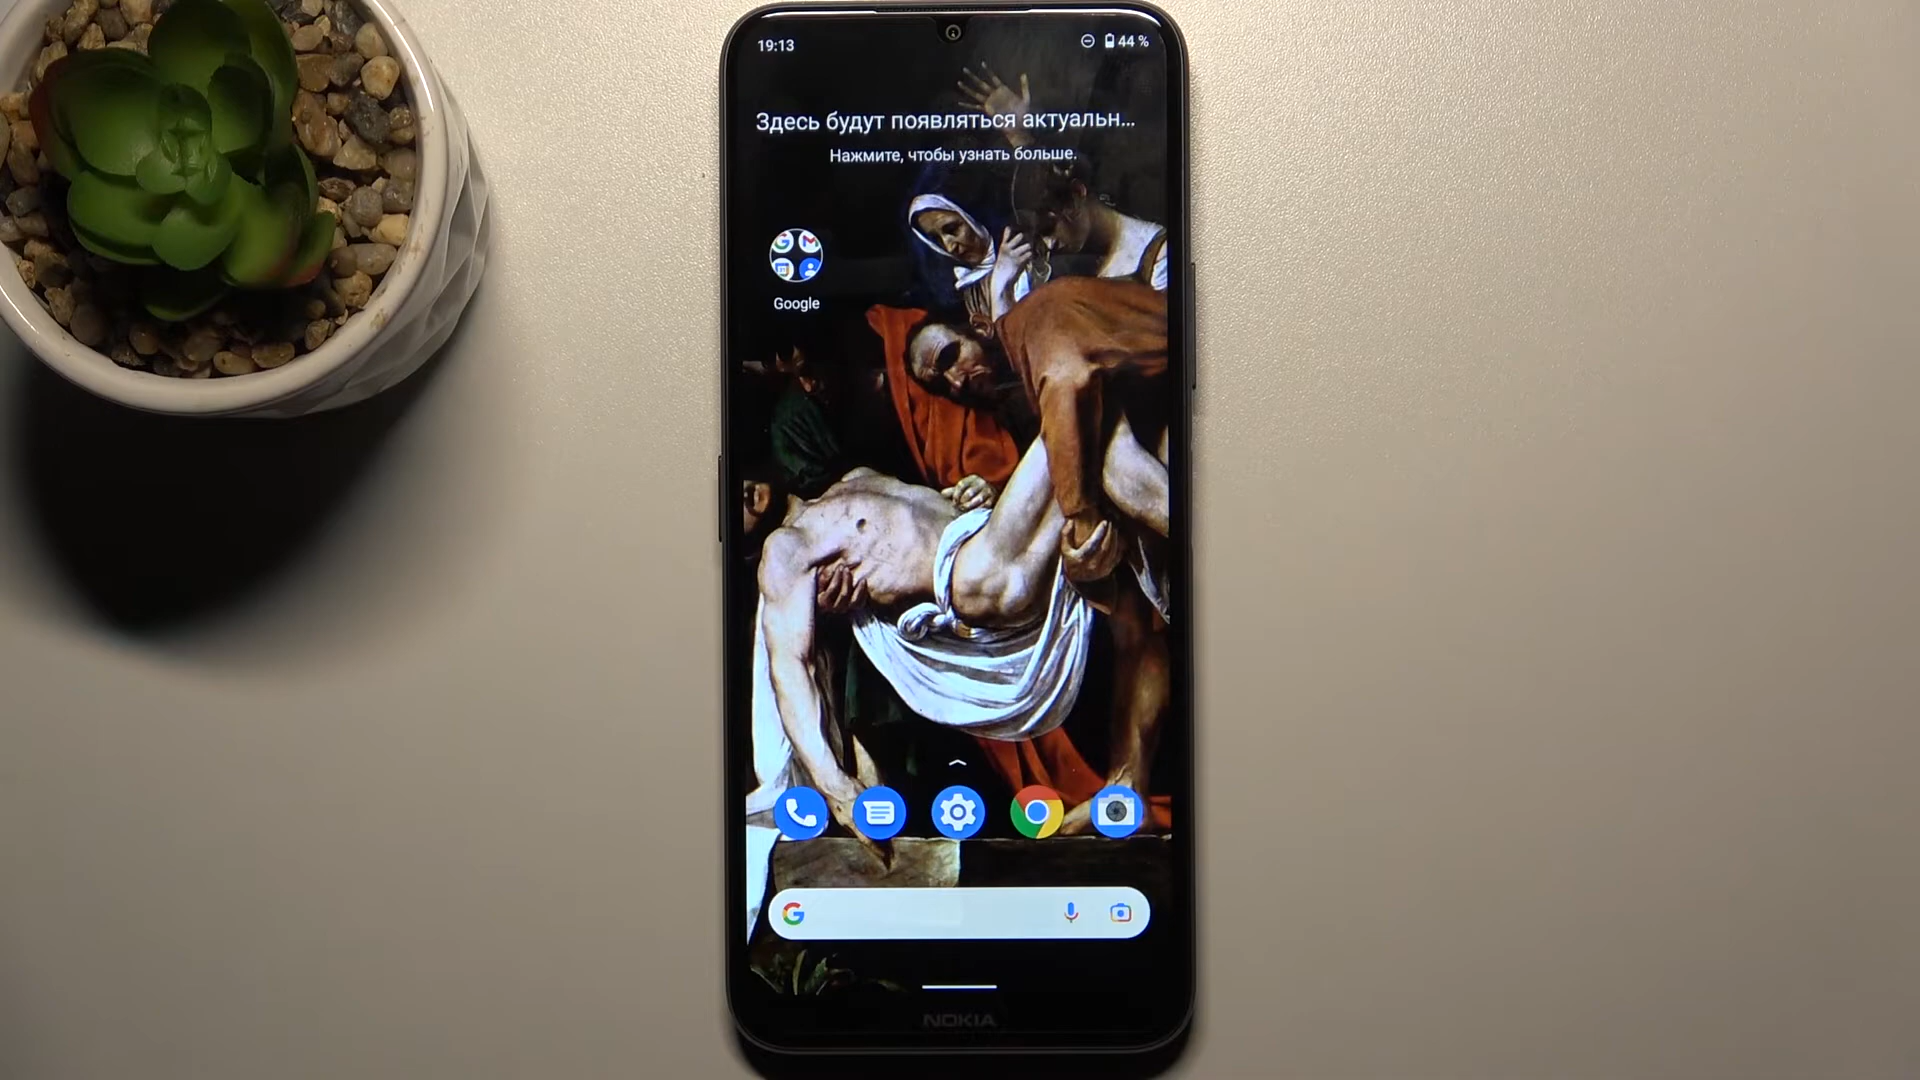 19:13
44 %
Здесь будут появляться актуальн…
Нажмите, чтобы узнать больше.
Google
NOKIA